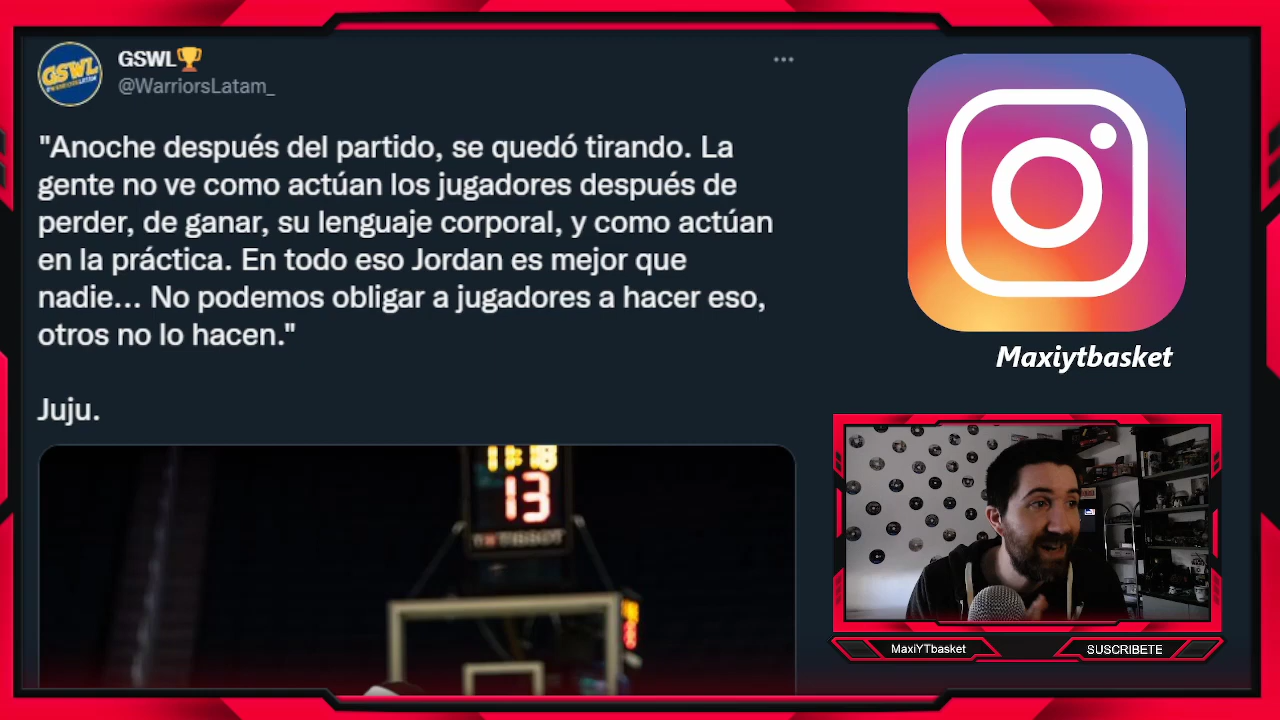 GSWL🏆
@WarriorsLatam_
GSWL
"Anoche después del partido, se quedó tirando. La
gente no ve como actúan los jugadores después de
perder, de ganar, su lenguaje corporal, y como actúan
en la práctica. En todo eso Jordan es mejor que
nadie... No podemos obligar a jugadores a hacer eso,
otros no lo hacen."
Juju.
13
TISSOT
Maxiytbasket
MaxiYTbasket
SUSCRIBETE